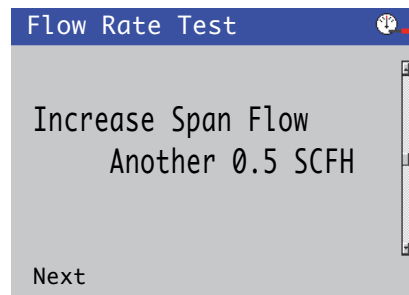 Flow Rate Test
Increase Span Flow
Another 0.5 SCFH
Next